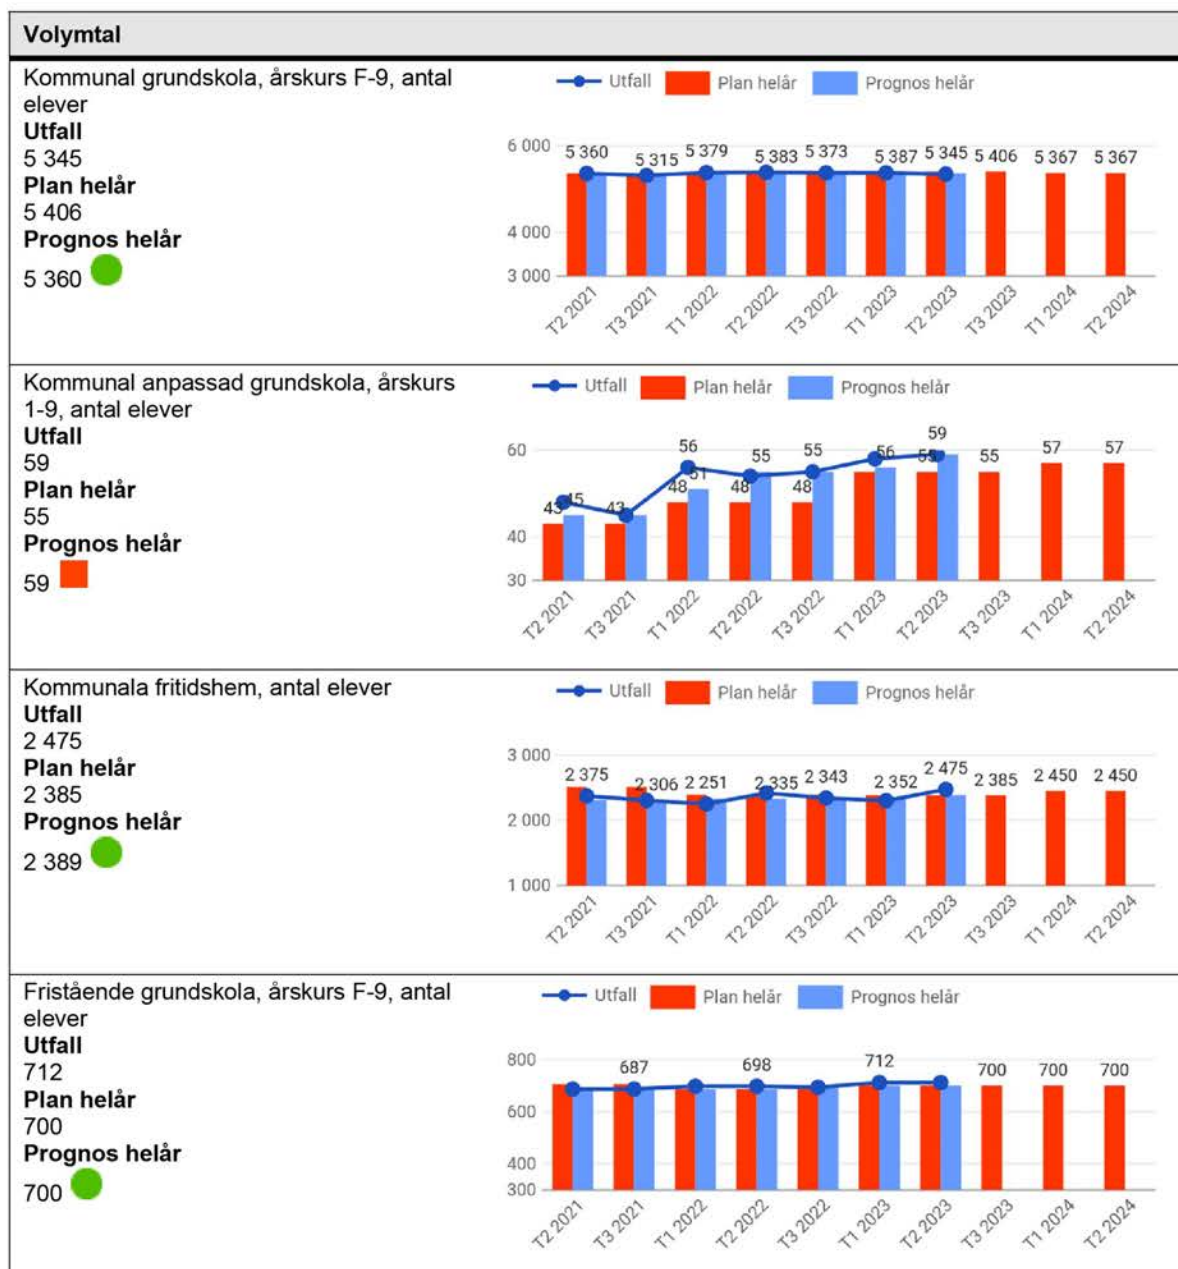 Volymtal
Kommunal grundskola, årskurs F-9, antal
elever
Utfall
5 345
Plan helår
5 406
Prognos helår
5 360
Utfall Plan helår Prognos helår
6 000
4 000
3 000
5 360 5 315 5 379 5 383 5 373 5 387 5 345 5 406 5 367 5 367
T2 2021 T3 2021 T1 2022 T2 2022 T3 2022 T1 2023 T2 2023 T3 2023 T1 2024 T2 2024
Kommunal anpassad grundskola, årskurs
1-9, antal elever
Utfall
59
Plan helår
55
Prognos helår
59
Utfall Plan helår Prognos helår
60
40
30
43 45 43 48 56 51 48 55 48 55 56 55 59 55 57 57
T2 2021 T3 2021 T1 2022 T2 2022 T3 2022 T1 2023 T2 2023 T3 2023 T1 2024 T2 2024
Kommunala fritidshem, antal elever
Utfall
2 475
Plan helår
2 385
Prognos helår
2 389
Utfall Plan helår Prognos helår
3 000
2 000
1 000
2 375 2 306 2 251 2 335 2 343 2 352 2 475 2 385 2 450 2 450
T2 2021 T3 2021 T1 2022 T2 2022 T3 2022 T1 2023 T2 2023 T3 2023 T1 2024 T2 2024
Fristående grundskola, årskurs F-9, antal
elever
Utfall
712
Plan helår
700
Prognos helår
700
Utfall Plan helår Prognos helår
800
600
400
300
687 698 712 700 700 700
T2 2021 T3 2021 T1 2022 T2 2022 T3 2022 T1 2023 T2 2023 T3 2023 T1 2024 T2 2024